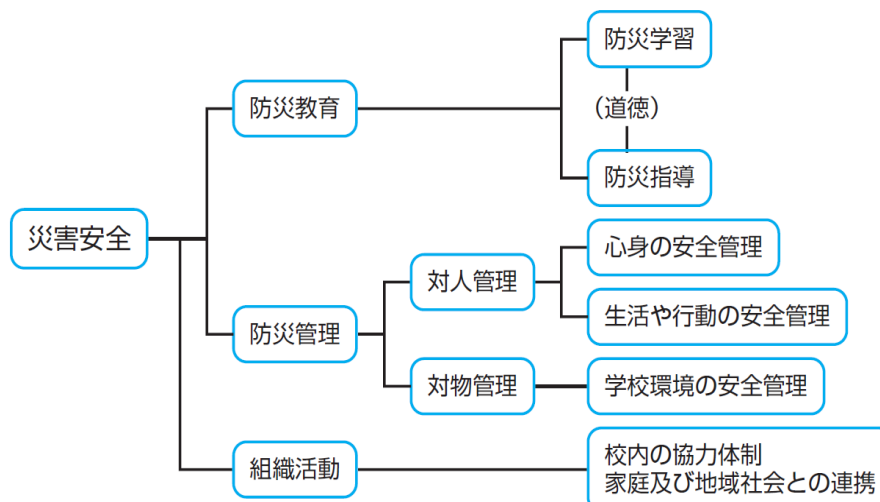 災害安全
防災教育
防災学習
(道徳)
防災指導
防災管理
対人管理
心身の安全管理
生活や行動の安全管理
対物管理
学校環境の安全管理
組織活動
校内の協力体制
家庭及び地域社会との連携